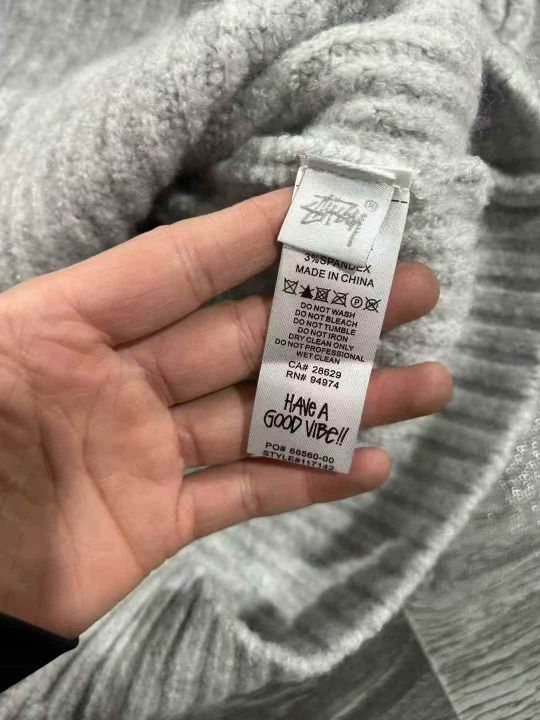 STÜSSY ®
3%SPANDEX
MADE IN CHINA
P
DO NOT WASH
DO NOT BLEACH
DO NOT TUMBLE
DO NOT IRON
DRY CLEAN ONLY
DO NOT PROFESSIONAL
WET CLEAN
CA# 28629
RN# 94974
HAVE A
GOOD VIBE!!
PO# 88560-00
STYLE#117142